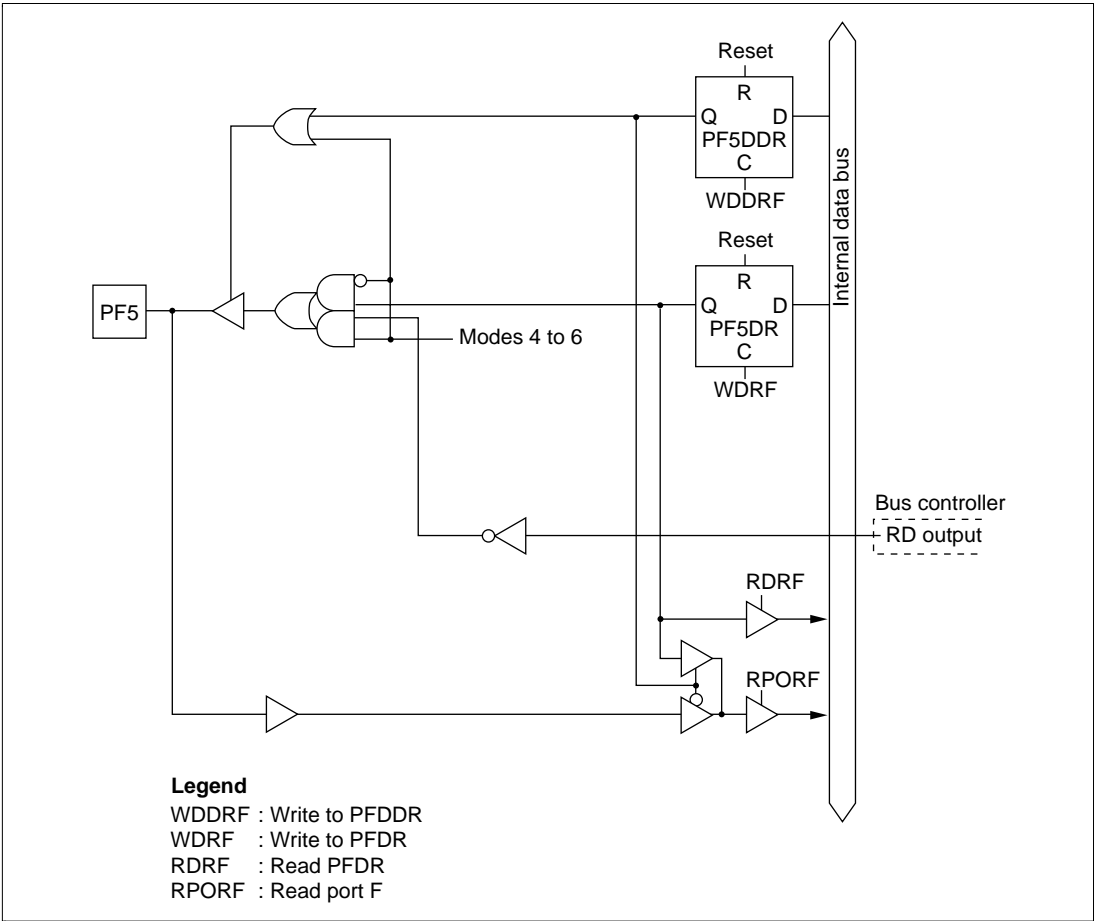 Reset
R
Q D
PF5DDR
C
WDDRF
Internal data bus
Reset
R
Q D
PF5DR
C
WDRF
PF5
Modes 4 to 6
Bus controller
RD output
RDRF
RPORF
Legend
WDDRF : Write to PFDDR
WDRF : Write to PFDR
RDRF : Read PFDR
RPORF : Read port F